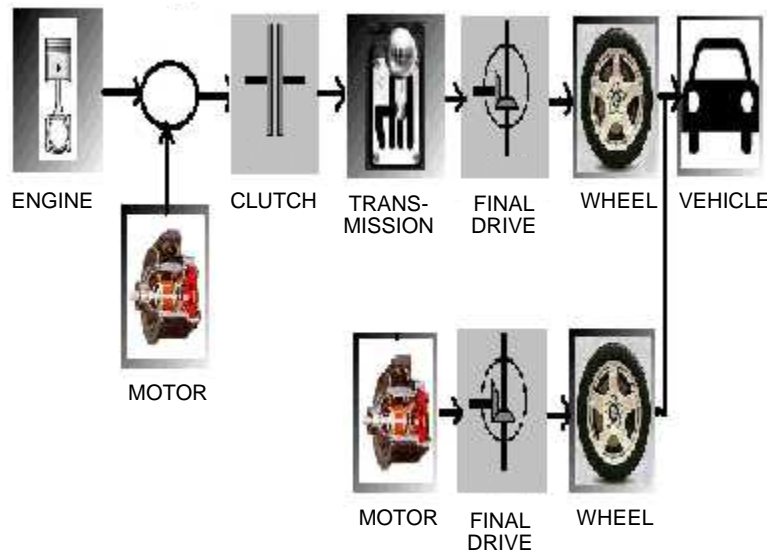 ENGINE
CLUTCH
TRANS-
MISSION
FINAL
DRIVE
WHEEL
VEHICLE
MOTOR
MOTOR
FINAL
DRIVE
WHEEL